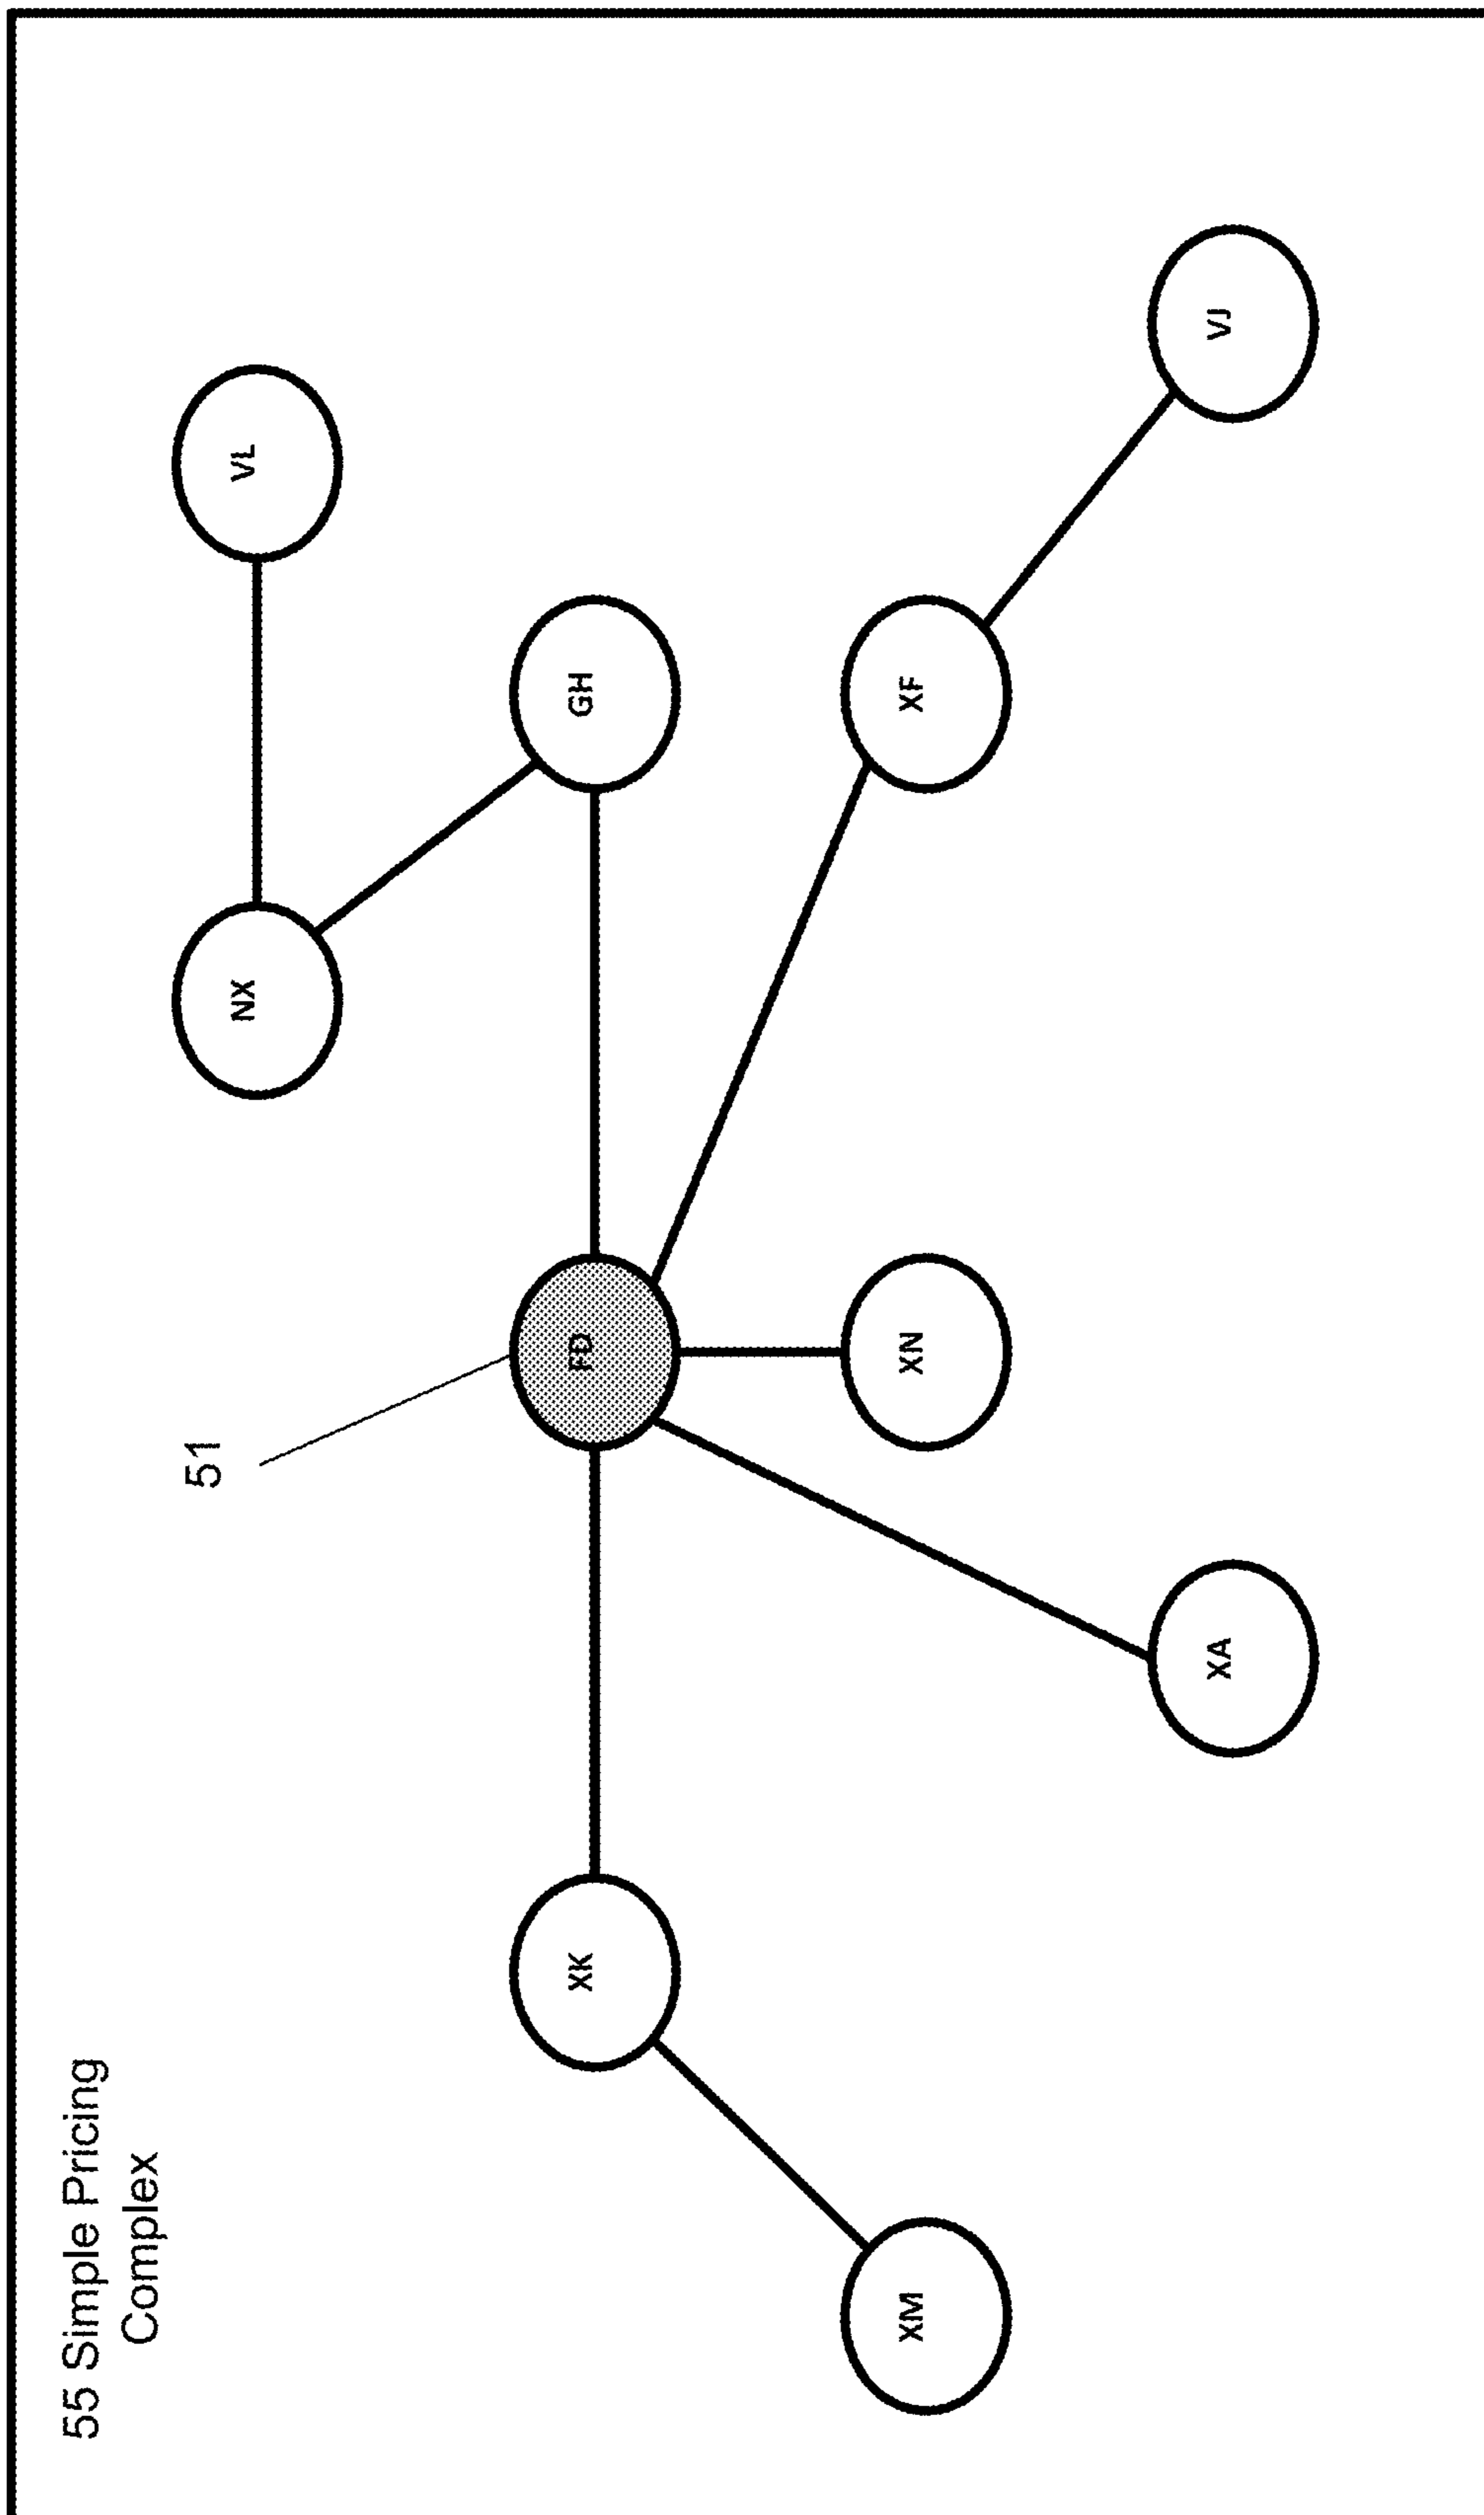 55 Simple Pricing
Complex
51
NX
VL
XK
FD
GH
XM
XN
XF
XA
VJ